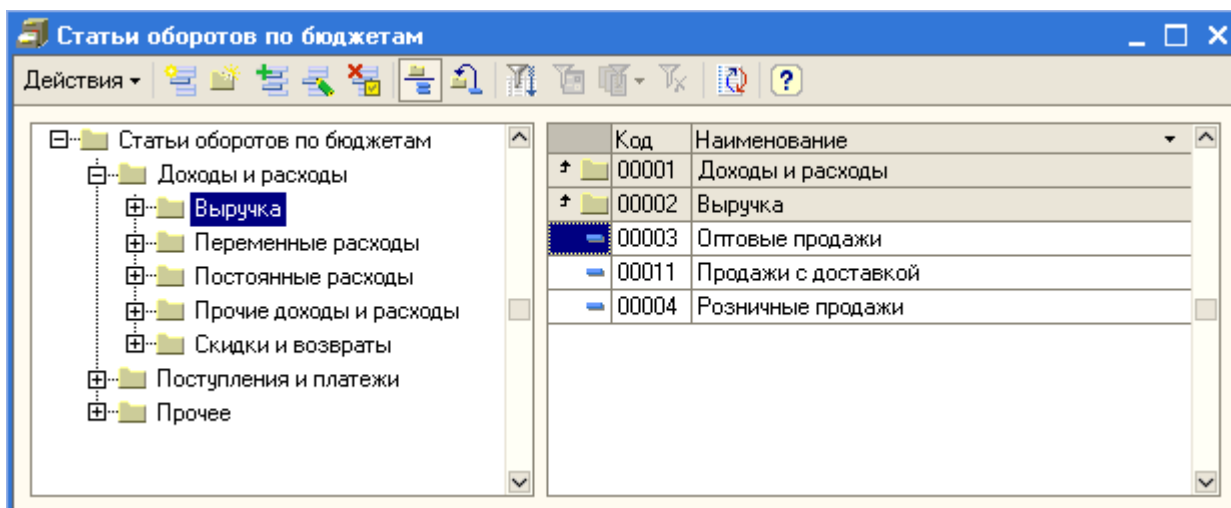 Статьи оборотов по бюджетам
Действия
Статьи оборотов по бюджетам
Доходы и расходы
Выручка
Переменные расходы
Постоянные расходы
Прочие доходы и расходы
Скидки и возвраты
Поступления и платежи
Прочее
Код Наименование
00001 Доходы и расходы
00002 Выручка
00003 Оптовые продажи
00011 Продажи с доставкой
00004 Розничные продажи